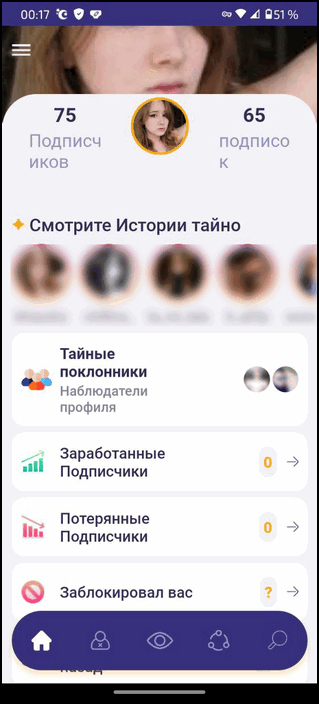 00:17 51 %
75 65
Подписч подписо
иков к
Смотрите Истории тайно
Тайные
поклонники
Наблюдатели
профиля
Заработанные
Подписчики
0
Потерянные
Подписчики
0
Заблокировал вас ?
назад